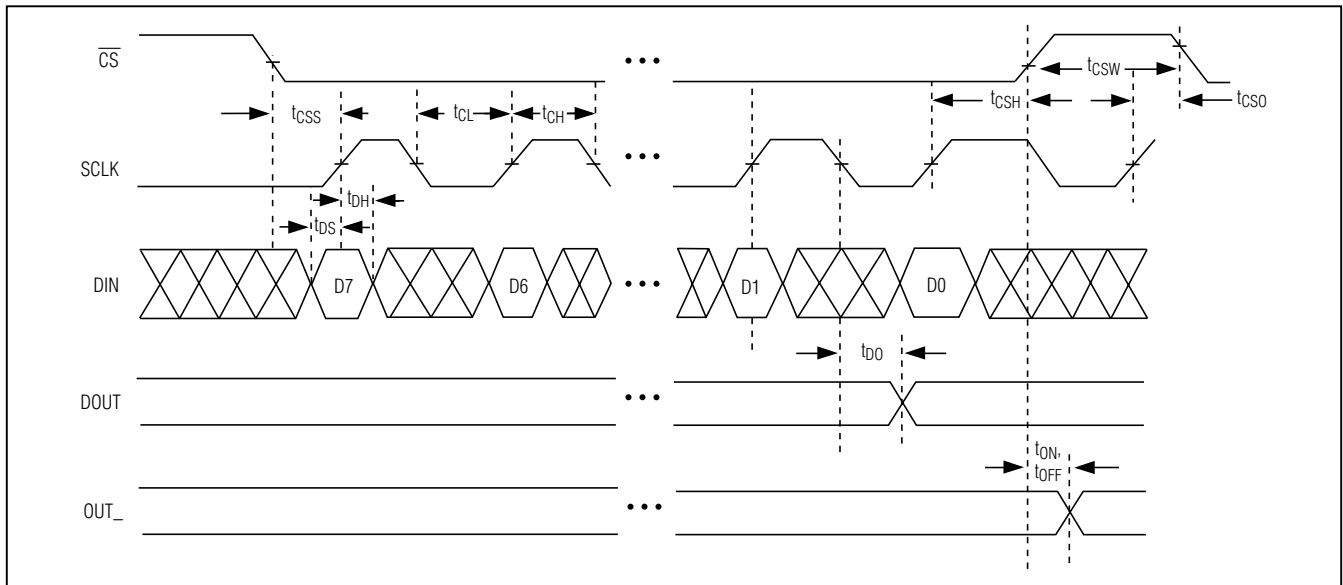 C̅S̅
tCSS
tCL
tCH
tCSH
tCSW
tCSO
SCLK
tDS
tDH
DIN
D7
D6
D1
D0
tDO
DOUT
tON,
tOFF
OUT_